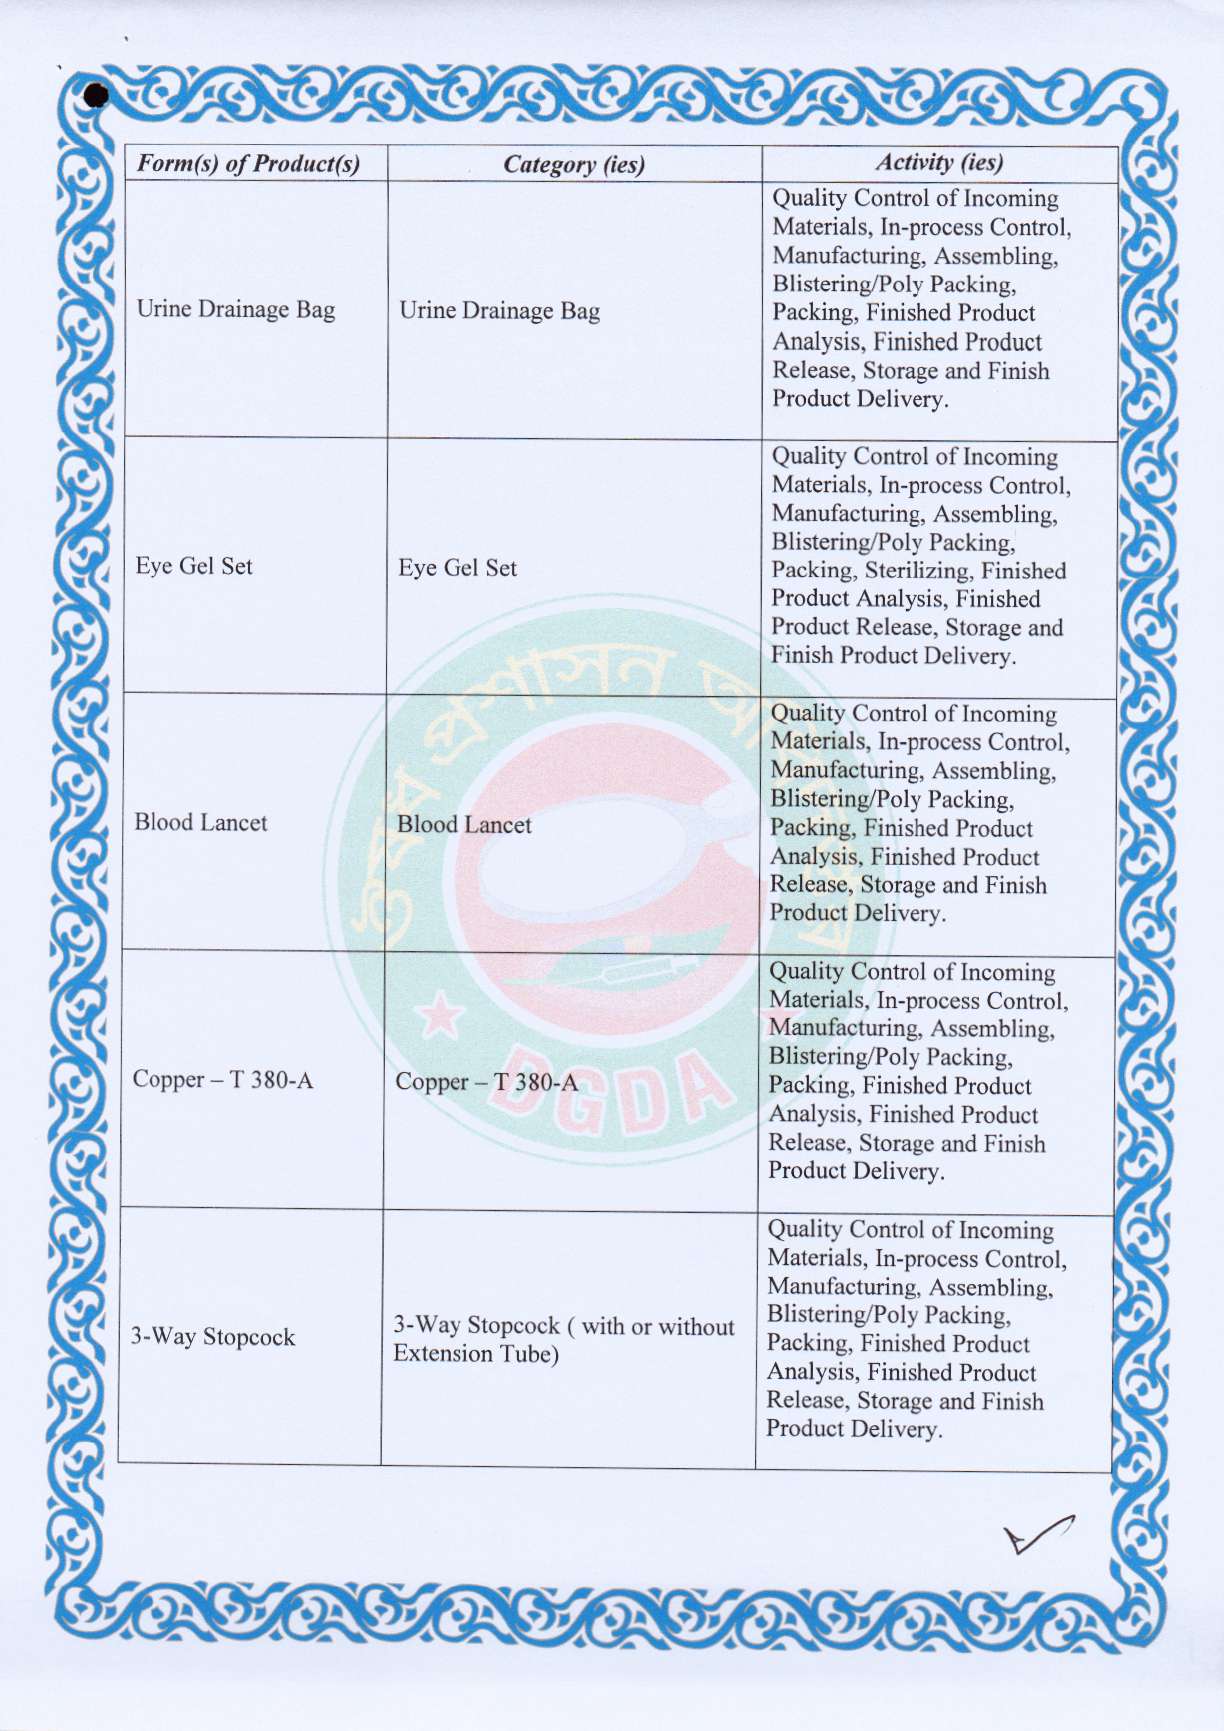 Form(s) of Product(s)
Category (ies)
Activity (ies)
Urine Drainage Bag
Urine Drainage Bag
Quality Control of Incoming
Materials, In-process Control,
Manufacturing, Assembling,
Blistering/Poly Packing,
Packing, Finished Product
Analysis, Finished Product
Release, Storage and Finish
Product Delivery.
Eye Gel Set
Eye Gel Set
Quality Control of Incoming
Materials, In-process Control,
Manufacturing, Assembling,
Blistering/Poly Packing,
Packing, Sterilizing, Finished
Product Analysis, Finished
Product Release, Storage and
Finish Product Delivery.
Blood Lancet
Blood Lancet
Quality Control of Incoming
Materials, In-process Control,
Manufacturing, Assembling,
Blistering/Poly Packing,
Packing, Finished Product
Analysis, Finished Product
Release, Storage and Finish
Product Delivery.
Copper – T 380-A
Copper – T 380-A
Quality Control of Incoming
Materials, In-process Control,
Manufacturing, Assembling,
Blistering/Poly Packing,
Packing, Finished Product
Analysis, Finished Product
Release, Storage and Finish
Product Delivery.
3-Way Stopcock
3-Way Stopcock ( with or without
Extension Tube)
Quality Control of Incoming
Materials, In-process Control,
Manufacturing, Assembling,
Blistering/Poly Packing,
Packing, Finished Product
Analysis, Finished Product
Release, Storage and Finish
Product Delivery.
ঔষধ প্রশাসন
DGDA